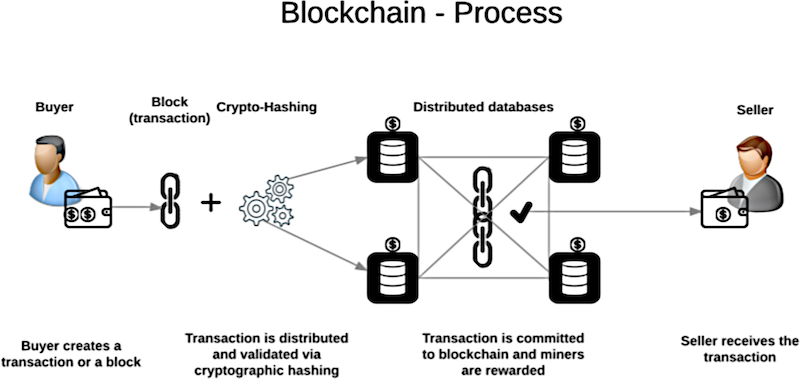 Blockchain - Process
Buyer
Block
(transaction)
Crypto-Hashing
Distributed databases
Seller
$
$
$
$
$ $
$
Buyer creates a
transaction or a block
Transaction is distributed
and validated via
cryptographic hashing
Transaction is committed
to blockchain and miners
are rewarded
Seller receives the
transaction